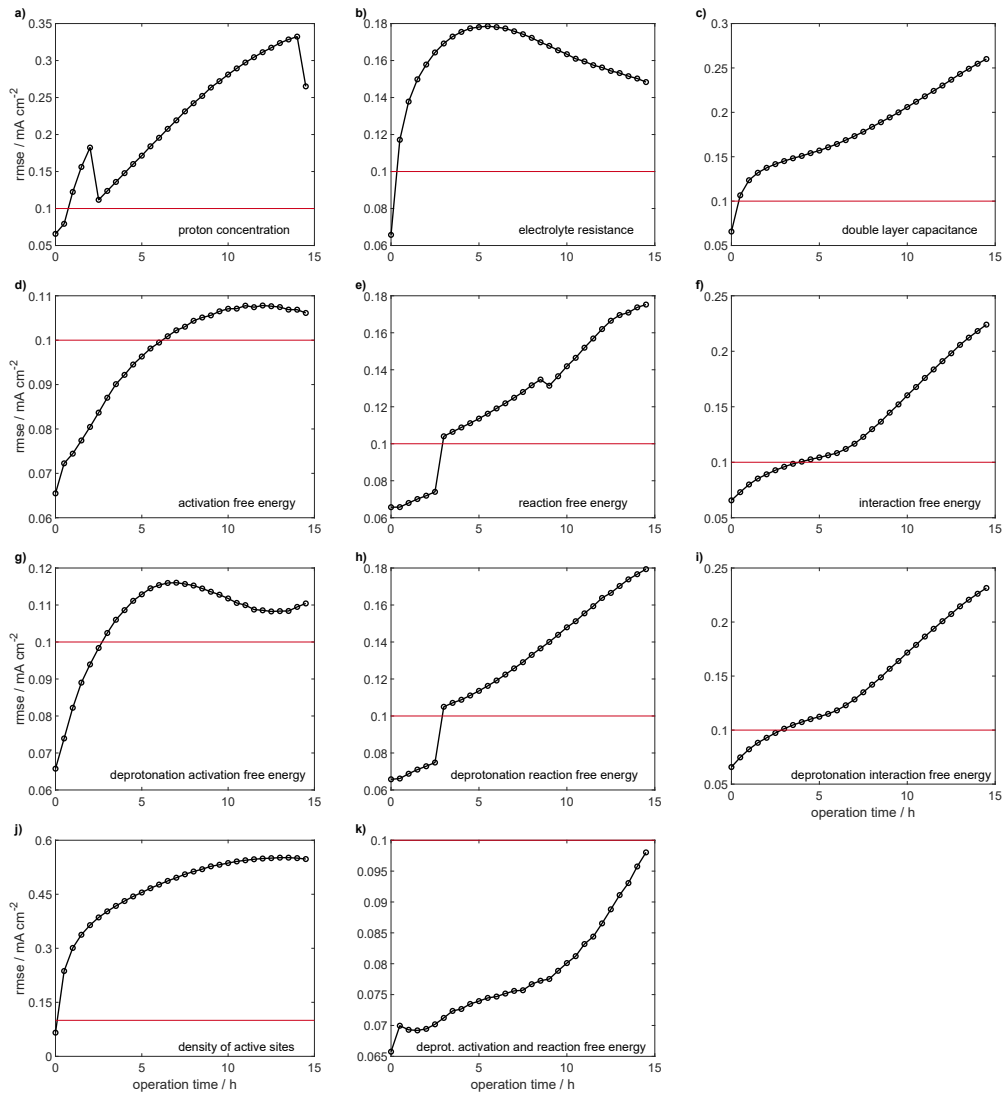 a)
0.35
0.3
0.25
0.2
0.15
0.1
0.05
rmse / mA cm-2
proton concentration
0 5 10 15
b)
0.18
0.16
0.14
0.12
0.1
0.08
0.06
electrolyte resistance
0 5 10 15
c)
0.3
0.25
0.2
0.15
0.1
0.05
double layer capacitance
0 5 10 15
d)
0.11
0.1
0.09
0.08
0.07
0.06
rmse / mA cm-2
activation free energy
0 5 10 15
e)
0.18
0.16
0.14
0.12
0.1
0.08
0.06
reaction free energy
0 5 10 15
f)
0.25
0.2
0.15
0.1
0.05
interaction free energy
0 5 10 15
g)
0.12
0.11
0.1
0.09
0.08
0.07
0.06
rmse / mA cm-2
deprotonation activation free energy
0 5 10 15
h)
0.18
0.16
0.14
0.12
0.1
0.08
0.06
deprotonation reaction free energy
0 5 10 15
i)
0.25
0.2
0.15
0.1
0.05
deprotonation interaction free energy
0 5 10 15
operation time / h
j)
0.6
0.45
0.3
0.15
0
rmse / mA cm-2
density of active sites
0 5 10 15
operation time / h
k)
0.1
0.095
0.09
0.085
0.08
0.075
0.07
0.065
deprot. activation and reaction free energy
0 5 10 15
operation time / h